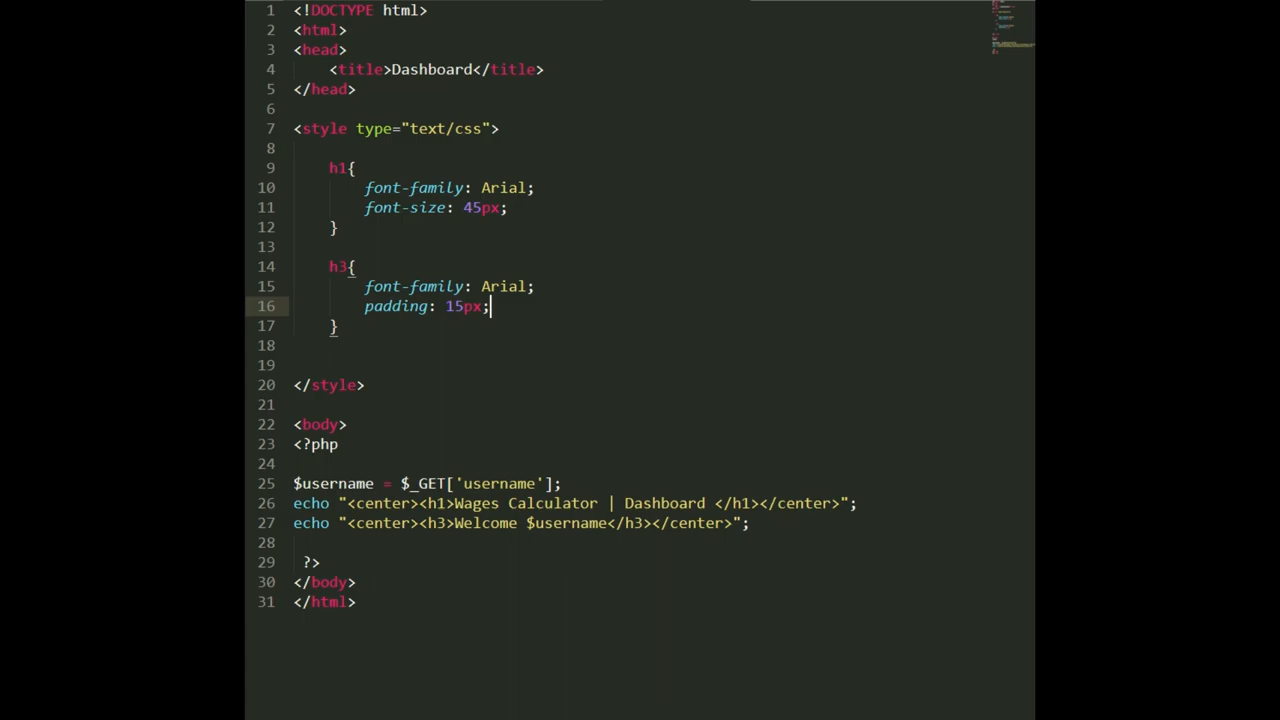 1 <!DOCTYPE html>
2 <html>
3 <head>
4     <title>Dashboard</title>
5 </head>
6
7 <style type="text/css">
8
9     h1{
10         font-family: Arial;
11         font-size: 45px;
12     }
13
14     h3{
15         font-family: Arial;
16         padding: 15px;
17     }
18
19
20 </style>
21
22 <body>
23 <?php
24
25 $username = $_GET['username'];
26 echo "<center><h1>Wages Calculator | Dashboard </h1></center>";
27 echo "<center><h3>Welcome $username</h3></center>";
28
29  ?>
30 </body>
31 </html>